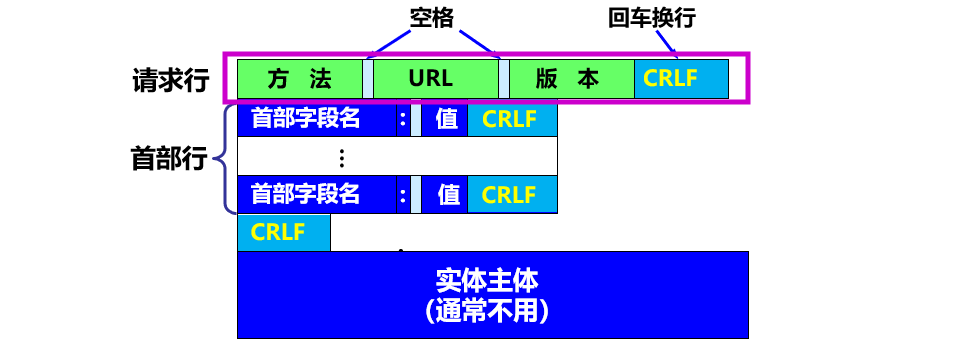 空格 回车换行
请求行 方 法 URL 版 本 CRLF
首部字段名 : 值 CRLF
首部行 ⋮
首部字段名 : 值 CRLF
CRLF
实体主体
(通常不用)